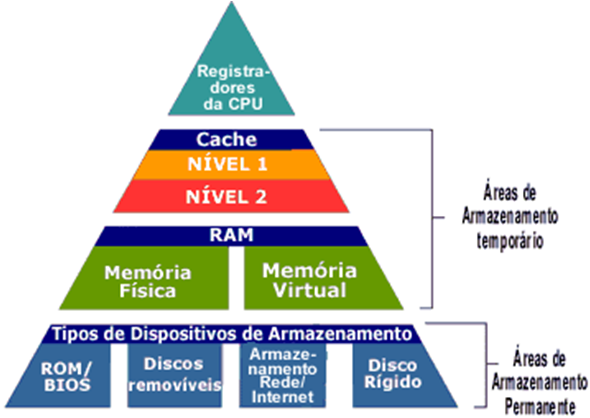 Registra-
dores
da CPU
Cache
NÍVEL 1
NÍVEL 2
Áreas de
Armazenamento
temporário
RAM
Memória
Física
Memória
Virtual
Tipos de Dispositivos de Armazenamento
ROM/
BIOS
Discos
removíveis
Armaze-
namento
Rede/
Internet
Disco
Rígido
Áreas de
Armazenamento
Permanente